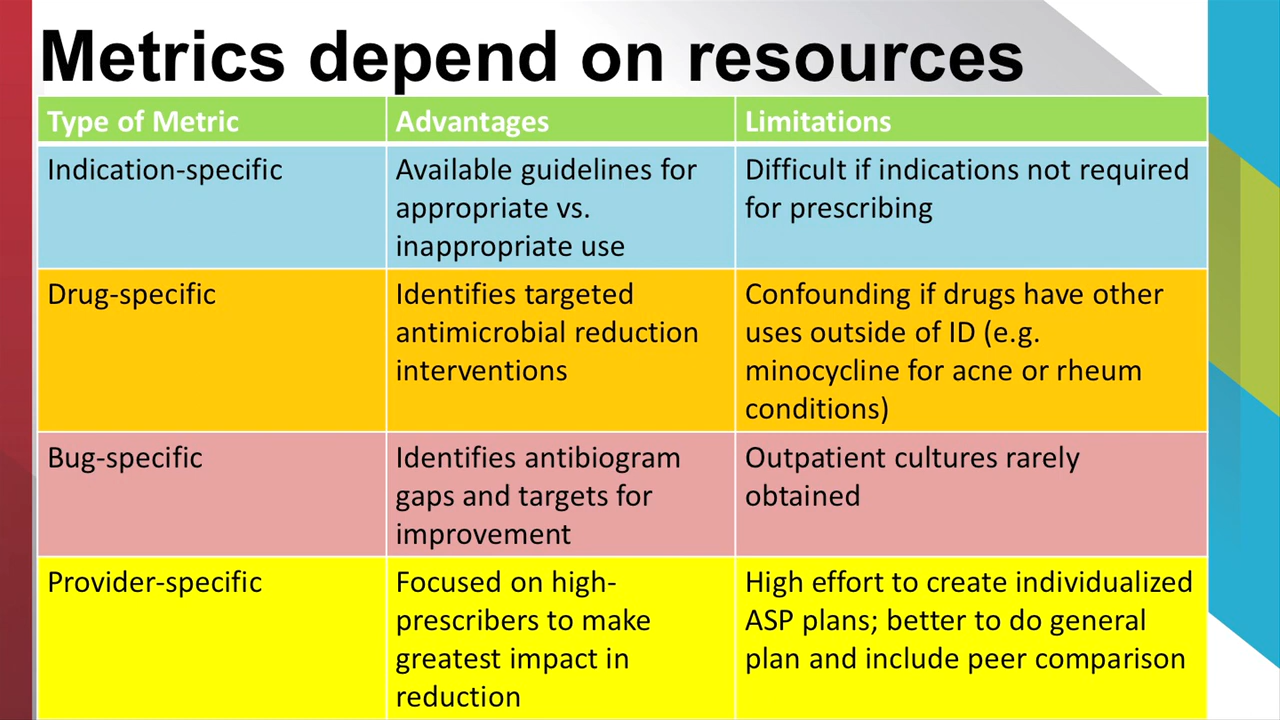 Metrics depend on resources
Type of Metric
Advantages
Limitations
Indication-specific
Available guidelines for
appropriate vs.
inappropriate use
Difficult if indications not required
for prescribing
Drug-specific
Identifies targeted
antimicrobial reduction
interventions
Confounding if drugs have other
uses outside of ID (e.g.
minocycline for acne or rheum
conditions)
Bug-specific
Identifies antibiogram
gaps and targets for
improvement
Outpatient cultures rarely
obtained
Provider-specific
Focused on high-
prescribers to make
greatest impact in
reduction
High effort to create individualized
ASP plans; better to do general
plan and include peer comparison